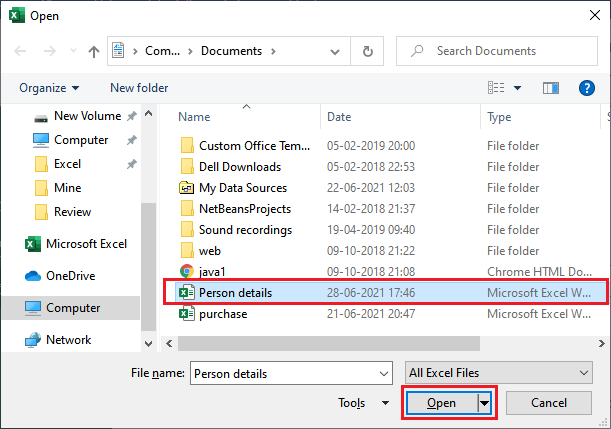 Open
Com... > Documents >
Search Documents
Organize
New folder
?
New Volume
Computer
Excel
Mine
Review
Microsoft Excel
OneDrive
Computer
Network
Name Date Type
Custom Office Tem... 05-02-2019 20:00 File folder
Dell Downloads 05-02-2018 22:53 File folder
My Data Sources 22-06-2021 12:03 File folder
NetBeansProjects 14-02-2018 21:37 File folder
Sound recordings 19-04-2019 09:40 File folder
web 09-10-2018 21:22 File folder
java1 09-10-2018 21:08 Chrome HTML Do...
Person details 28-06-2021 17:46 Microsoft Excel W...
purchase 21-06-2021 20:47 Microsoft Excel W...
File name: Person details All Excel Files
Tools Open Cancel